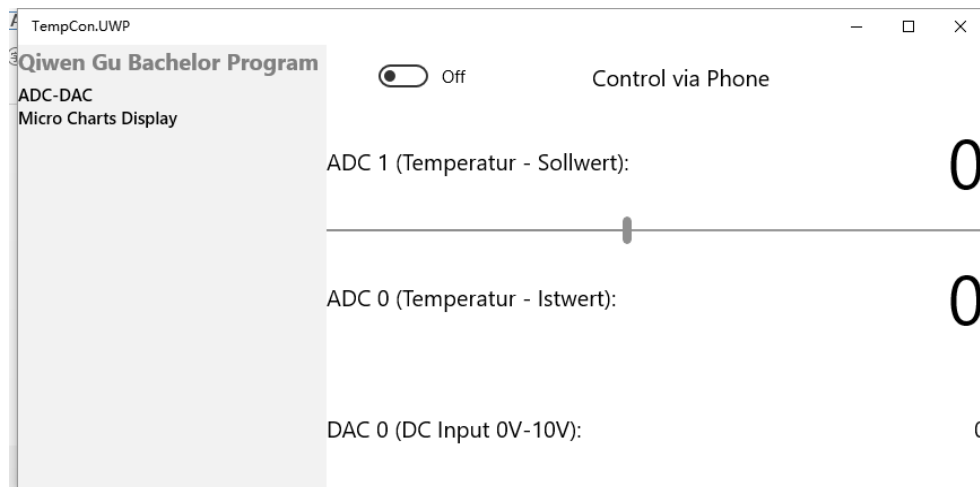 TempCon.UWP
Qiwen Gu Bachelor Program
ADC-DAC
Micro Charts Display
Off
Control via Phone
ADC 1 (Temperatur - Sollwert):
0
ADC 0 (Temperatur - Istwert):
0
DAC 0 (DC Input 0V-10V):